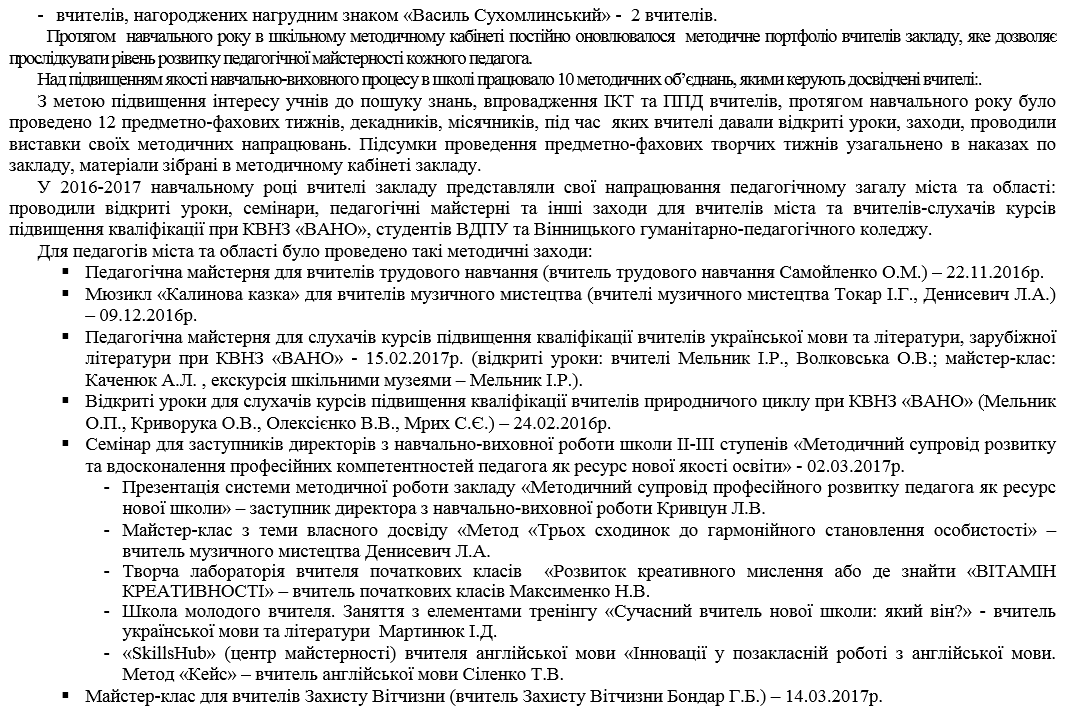 - вчителів, нагороджених нагрудним знаком «Василь Сухомлинський» - 2 вчителів.
Протягом навчального року в шкільному методичному кабінеті постійно оновлювалося методичне портфоліо вчителів закладу, яке дозволяє
прослідкувати рівень розвитку педагогічної майстерності кожного педагога.
Над підвищенням якості навчально-виховного процесу в школі працювало 10 методичних об’єднань, якими керують досвідчені вчителі:.
З метою підвищення інтересу учнів до пошуку знань, впровадження ІКТ та ППД вчителів, протягом навчального року було
проведено 12 предметно-фахових тижнів, декадників, місячників, під час яких вчителі давали відкриті уроки, заходи, проводили
виставки своїх методичних напрацювань. Підсумки проведення предметно-фахових творчих тижнів узагальнено в наказах по
закладу, матеріали зібрані в методичному кабінеті закладу.
У 2016-2017 навчальному році вчителі закладу представляли свої напрацювання педагогічному загалу міста та області:
проводили відкриті уроки, семінари, педагогічні майстерні та інші заходи для вчителів міста та вчителів-слухачів курсів
підвищення кваліфікації при КВНЗ «ВАНО», студентів ВДПУ та Вінницького гуманітарно-педагогічного коледжу.
Для педагогів міста та області було проведено такі методичні заходи:
▪ Педагогічна майстерня для вчителів трудового навчання (вчитель трудового навчання Самойленко О.М.) – 22.11.2016р.
▪ Мюзикл «Калинова казка» для вчителів музичного мистецтва (вчителі музичного мистецтва Токар І.Г., Денисевич Л.А.)
– 09.12.2016р.
▪ Педагогічна майстерня для слухачів курсів підвищення кваліфікації вчителів української мови та літератури, зарубіжної
літератури при КВНЗ «ВАНО» - 15.02.2017р. (відкриті уроки: вчителі Мельник І.Р., Волковська О.В.; майстер-клас:
Каченюк А.Л. , екскурсія шкільними музеями – Мельник І.Р.).
▪ Відкриті уроки для слухачів курсів підвищення кваліфікації вчителів природничого циклу при КВНЗ «ВАНО» (Мельник
О.П., Криворука О.В., Олексієнко В.В., Мрих С.Є.) – 24.02.2016р.
▪ Семінар для заступників директорів з навчально-виховної роботи школи ІІ-ІІІ ступенів «Методичний супровід розвитку
та вдосконалення професійних компетентностей педагога як ресурс нової якості освіти» - 02.03.2017р.
- Презентація системи методичної роботи закладу «Методичний супровід професійного розвитку педагога як ресурс
нової школи» – заступник директора з навчально-виховної роботи Кривцун Л.В.
- Майстер-клас з теми власного досвіду «Метод «Трьох сходинок до гармонійного становлення особистості» –
вчитель музичного мистецтва Денисевич Л.А.
- Творча лабораторія вчителя початкових класів «Розвиток креативного мислення або де знайти «ВІТАМІН
КРЕАТИВНОСТІ» – вчитель початкових класів Максименко Н.В.
- Школа молодого вчителя. Заняття з елементами тренінгу «Сучасний вчитель нової школи: який він?» - вчитель
української мови та літератури Мартинюк І.Д.
- «SkillsHub» (центр майстерності) вчителя англійської мови «Інновації у позакласній роботі з англійської мови.
Метод «Кейс» – вчитель англійської мови Сіленко Т.В.
▪ Майстер-клас для вчителів Захисту Вітчизни (вчитель Захисту Вітчизни Бондар Г.Б.) – 14.03.2017р.